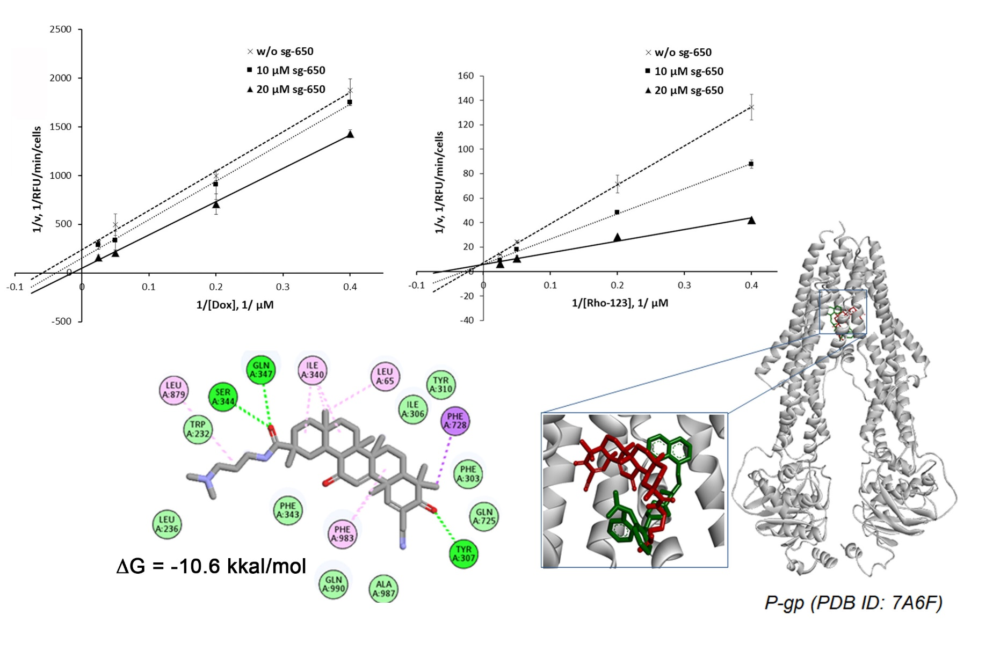 2500
2000
1500
1000
500
0
-500
-0.1
0
0.1
0.2
0.3
0.4
1/v, 1/RFU/min/cells
1/[Dox], 1/ µM
w/o sg-650
10 µM sg-650
20 µM sg-650
160
140
120
100
80
60
40
20
0
-20
-40
-0.1
0
0.1
0.2
0.3
0.4
1/v, 1/RFU/min/cells
1/[Rho-123], 1/ µM
w/o sg-650
10 µM sg-650
20 µM sg-650
GLN
A:347
ILE
A:340
LEU
A:65
TYR
A:310
LEU
A:879
SER
A:344
ILE
A:306
PHE
A:728
TRP
A:232
PHE
A:303
PHE
A:343
GLN
A:725
LEU
A:236
PHE
A:983
TYR
A:307
GLN
A:990
ALA
A:987
ΔG = -10.6 kkal/mol
P-gp (PDB ID: 7A6F)